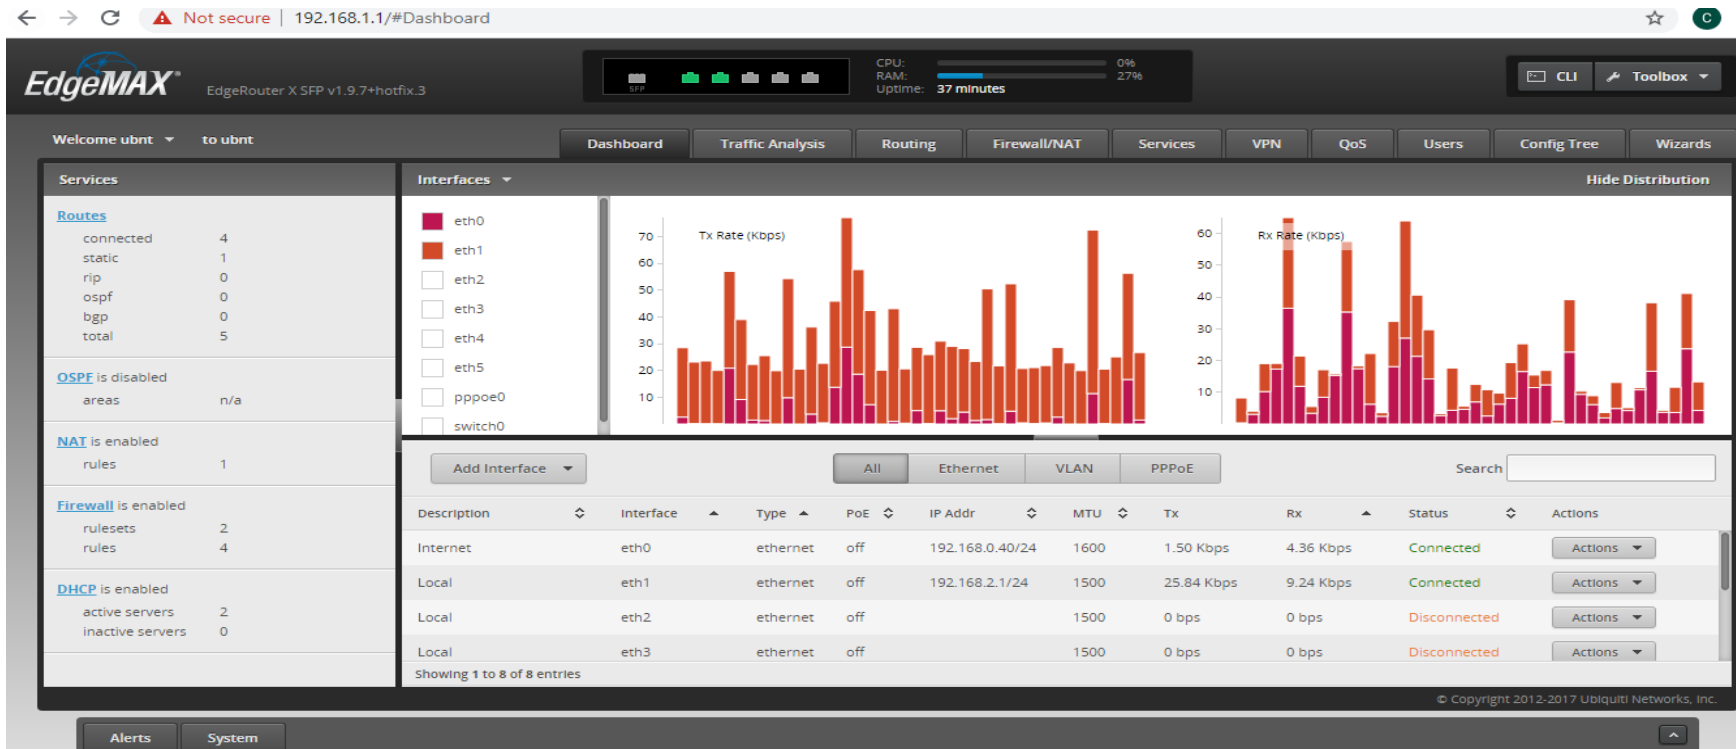 Not secure | 192.168.1.1/#Dashboard
C
EdgeMAX
EdgeRouter X SFP v1.9.7+hotfix.3
SFP
CPU: 0%
RAM: 27%
Uptime: 37 minutes
CLI
Toolbox
Welcome ubnt to ubnt
Dashboard Traffic Analysis Routing Firewall/NAT Services VPN QoS Users Config Tree Wizards
Services
Routes
connected 4
static 1
rip 0
ospf 0
bgp 0
total 5
OSPF is disabled
areas n/a
NAT is enabled
rules 1
Firewall is enabled
rulesets 2
rules 4
DHCP is enabled
active servers 2
inactive servers 0
Interfaces
Hide Distribution
eth0
eth1
eth2
eth3
eth4
eth5
pppoe0
switch0
Tx Rate (Kbps)
70
60
50
40
30
20
10
Rx Rate (Kbps)
60
50
40
30
20
10
Add Interface
All Ethernet VLAN PPPoE
Search
Description Interface Type PoE IP Addr MTU Tx Rx Status Actions
Internet eth0 ethernet off 192.168.0.40/24 1600 1.50 Kbps 4.36 Kbps Connected Actions
Local eth1 ethernet off 192.168.2.1/24 1500 25.84 Kbps 9.24 Kbps Connected Actions
Local eth2 ethernet off 1500 0 bps 0 bps Disconnected Actions
Local eth3 ethernet off 1500 0 bps 0 bps Disconnected Actions
Showing 1 to 8 of 8 entries
© Copyright 2012-2017 Ubiquiti Networks, Inc.
Alerts System